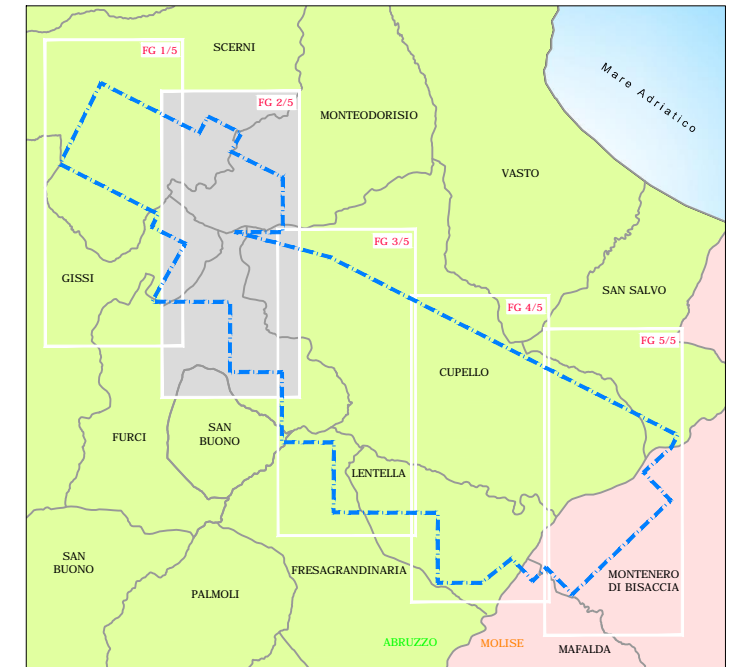 SCERNI
FG 1/5
FG 2/5
MONTEODORISIO
Mare Adriatico
VASTO
FG 3/5
GISSI
SAN SALVO
FG 4/5
FG 5/5
CUPELLO
FURCI
SAN
BUONO
LENTELLA
SAN
BUONO
PALMOLI
FRESAGRANDINARIA
MONTENERO
DI BISACCIA
ABRUZZO
MOLISE
MAFALDA